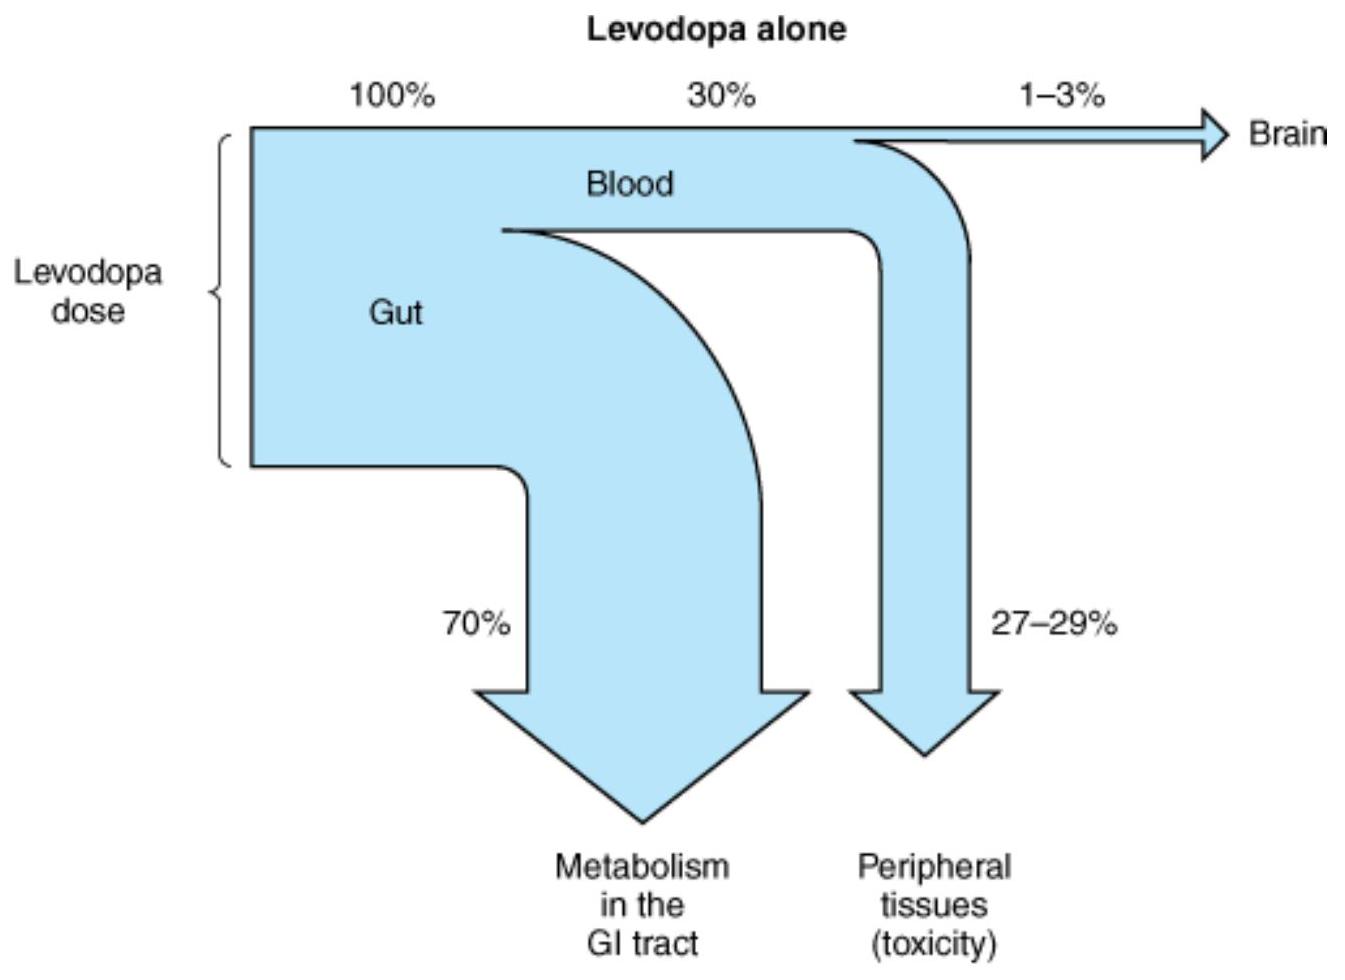 Levodopa alone
100%
30%
1–3%
Brain
Blood
Levodopa
dose
Gut
70%
27–29%
Metabolism
in the
GI tract
Peripheral
tissues
(toxicity)